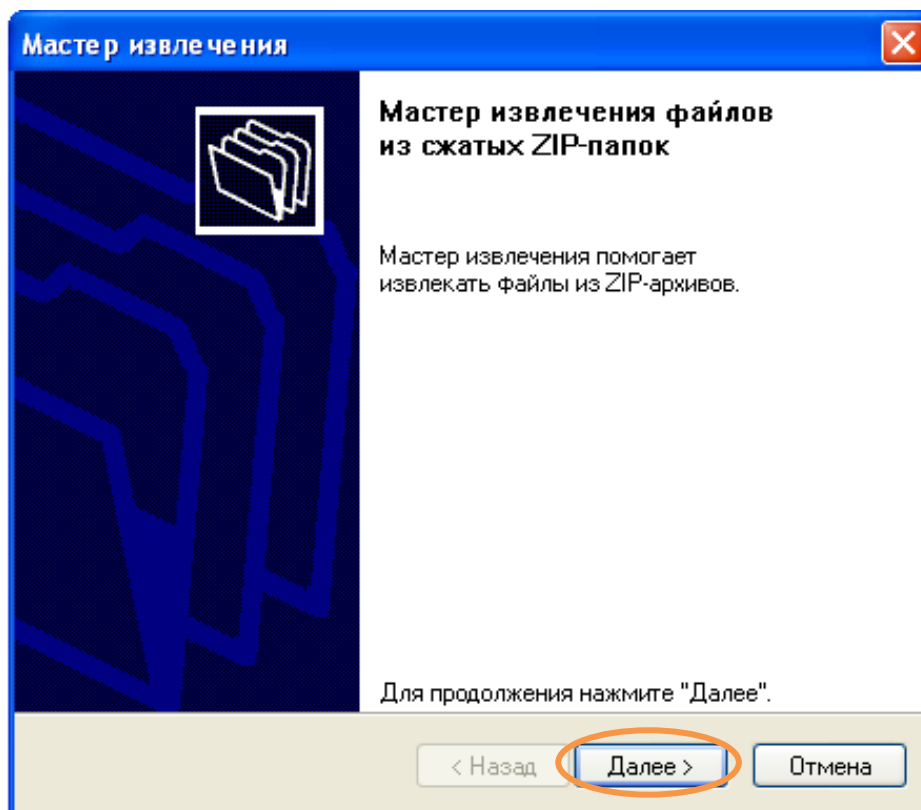 Мастер извлечения
Мастер извлечения файлов
из сжатых ZIP-папок
Мастер извлечения помогает
извлекать файлы из ZIP-архивов.
Для продолжения нажмите "Далее".
< Назад
Далее >
Отмена